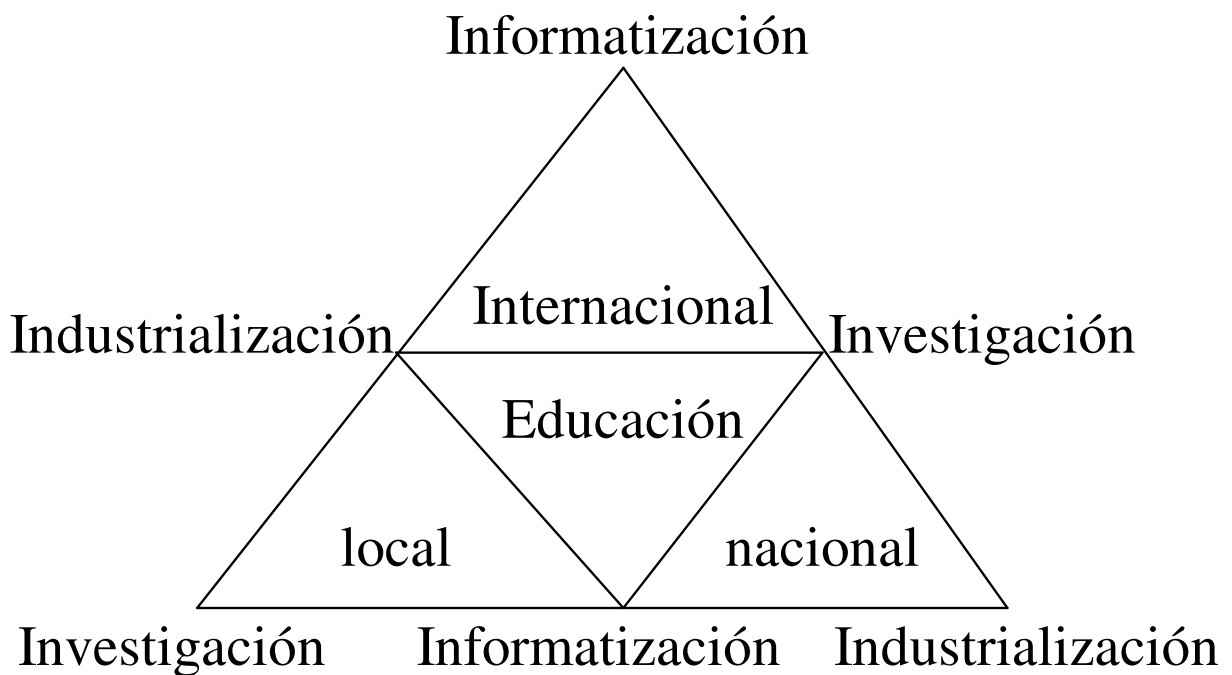 Informatización
Internacional
Industrialización Investigación
Educación
local nacional
Investigación Informatización Industrialización